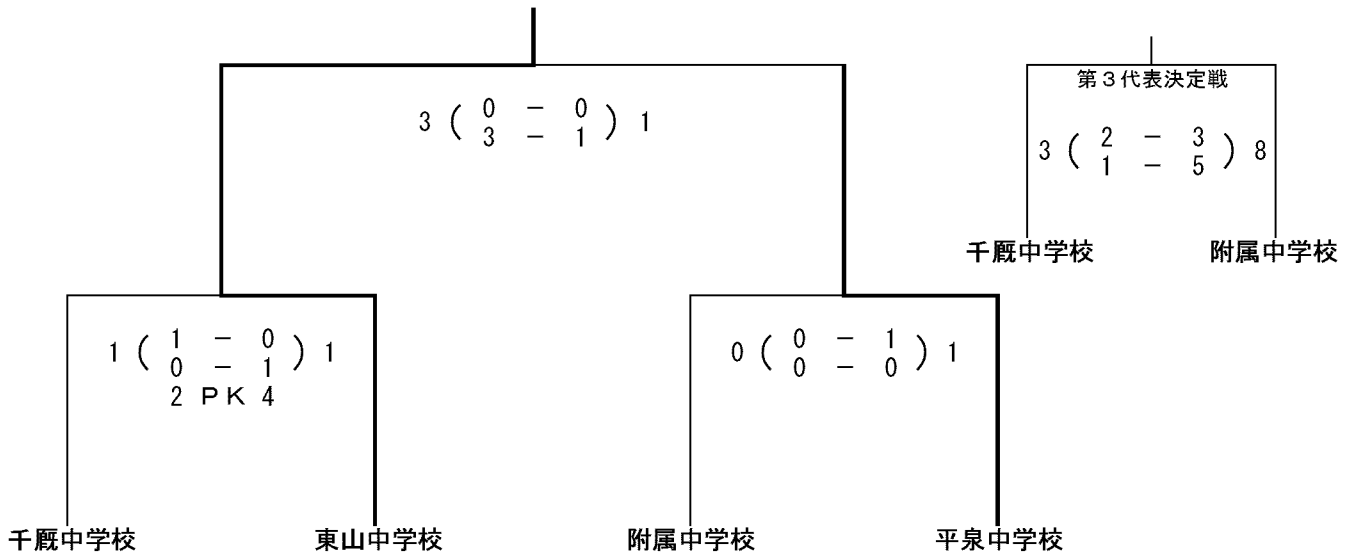 第3代表決定戦
3 ( 0 － 0 ) 1
3 － 1
3 ( 2 － 3 ) 8
1 － 5
千厩中学校 附属中学校
1 ( 1 － 0 ) 1
0 － 1
2 ＰＫ 4
0 ( 0 － 1 ) 1
0 － 0
千厩中学校 東山中学校 附属中学校 平泉中学校